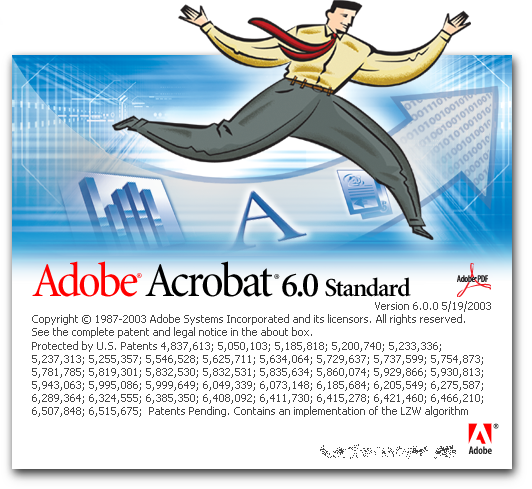 Adobe® Acrobat® 6.0 Standard
Adobe PDF
Version 6.0.0 5/19/2003
Copyright © 1987-2003 Adobe Systems Incorporated and its licensors. All rights reserved.
See the complete patent and legal notice in the about box.
Protected by U.S. Patents 4,837,613; 5,050,103; 5,185,818; 5,200,740; 5,233,336;
5,237,313; 5,255,357; 5,546,528; 5,625,711; 5,634,064; 5,729,637; 5,737,599; 5,754,873;
5,781,785; 5,819,301; 5,832,530; 5,832,531; 5,835,634; 5,860,074; 5,929,866; 5,930,813;
5,943,063; 5,995,086; 5,999,649; 6,049,339; 6,073,148; 6,185,684; 6,205,549; 6,275,587;
6,289,364; 6,324,555; 6,385,350; 6,408,092; 6,411,730; 6,415,278; 6,421,460; 6,466,210;
6,507,848; 6,515,675; Patents Pending. Contains an implementation of the LZW algorithm
Adobe